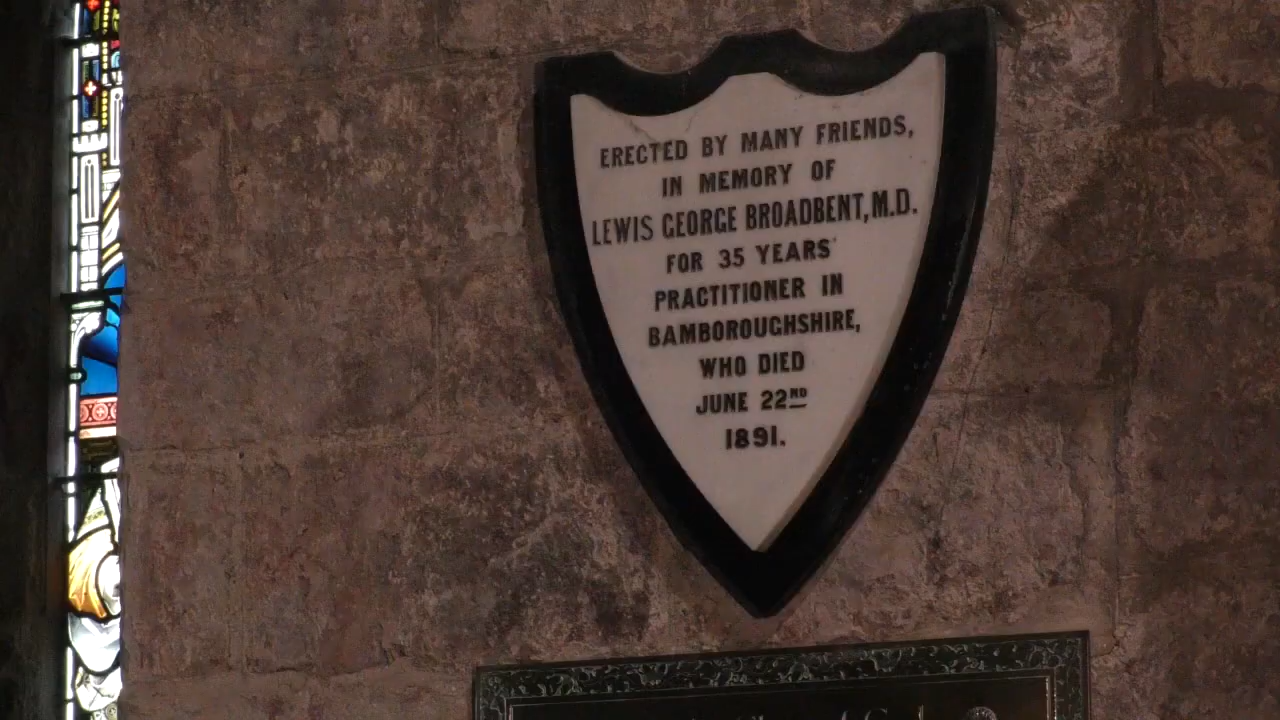 ERECTED BY MANY FRIENDS,
IN MEMORY OF
LEWIS GEORGE BROADBENT, M.D.
FOR 35 YEARS
PRACTITIONER IN
BAMBOROUGHSHIRE,
WHO DIED
JUNE 22ND
1891.